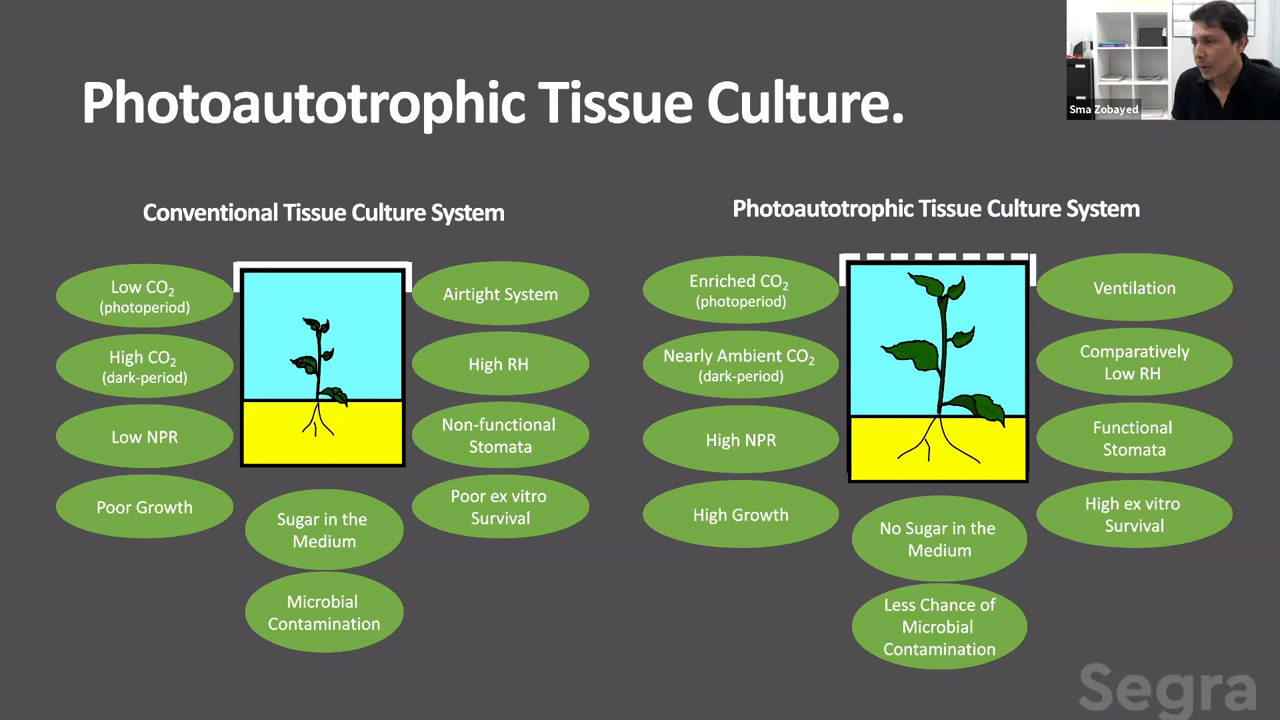 Sma Zobayed
Photoautotrophic Tissue Culture.
Conventional Tissue Culture System
Low CO₂
(photoperiod)
High CO₂
(dark-period)
Low NPR
Poor Growth
Airtight System
High RH
Non-functional
Stomata
Poor ex vitro
Survival
Sugar in the
Medium
Microbial
Contamination
Photoautotrophic Tissue Culture System
Enriched CO₂
(photoperiod)
Nearly Ambient CO₂
(dark-period)
High NPR
High Growth
Ventilation
Comparatively
Low RH
Functional
Stomata
High ex vitro
Survival
No Sugar in the
Medium
Less Chance of
Microbial
Contamination
Segra